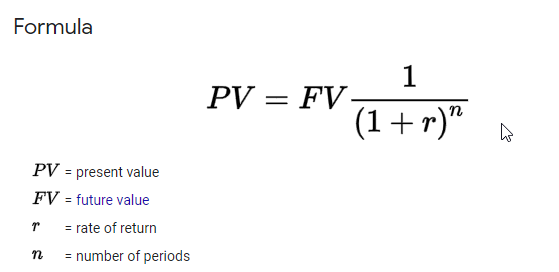 Formula
PV = FV 1/(1 + r)^n
PV = present value
FV = future value
r = rate of return
n = number of periods